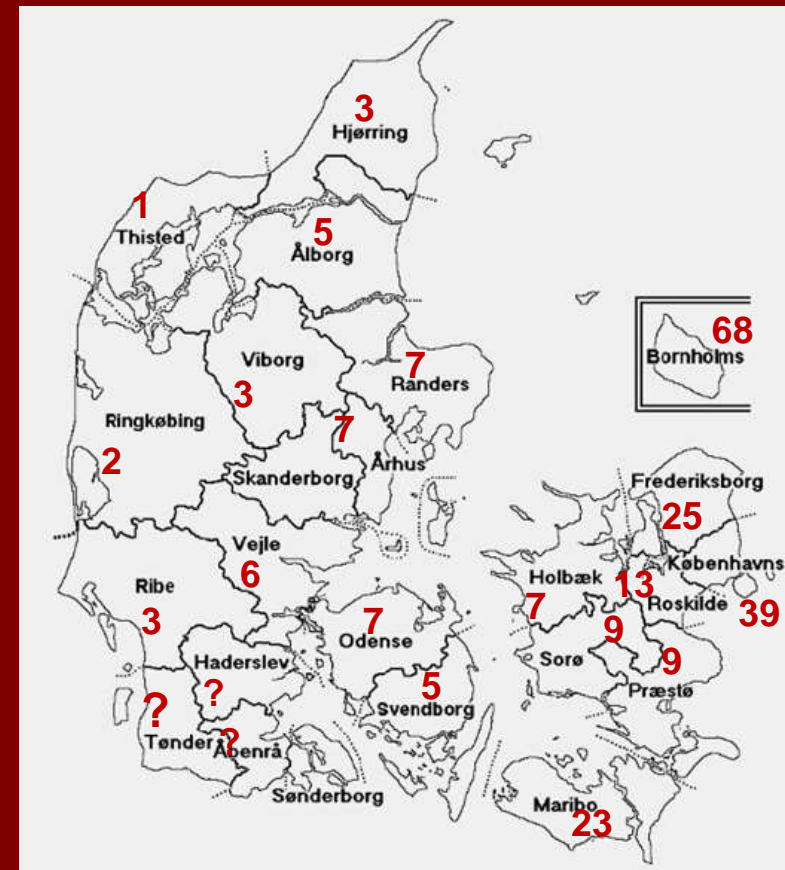 3
Hjørring
1
Thisted
5
Ålborg
68
Bornholms
Viborg
3
7
Randers
Ringkøbing
2
7
Århus
Skanderborg
Frederiksborg
25
Vejle
6
Københavns
Holbæk
13
7
Roskilde
39
Ribe
3
7
Odense
9
Sorø
9
Haderslev
?
5
Svendborg
Præstø
?
Tønder
?
Åbenrå
Sønderborg
Maribo
23